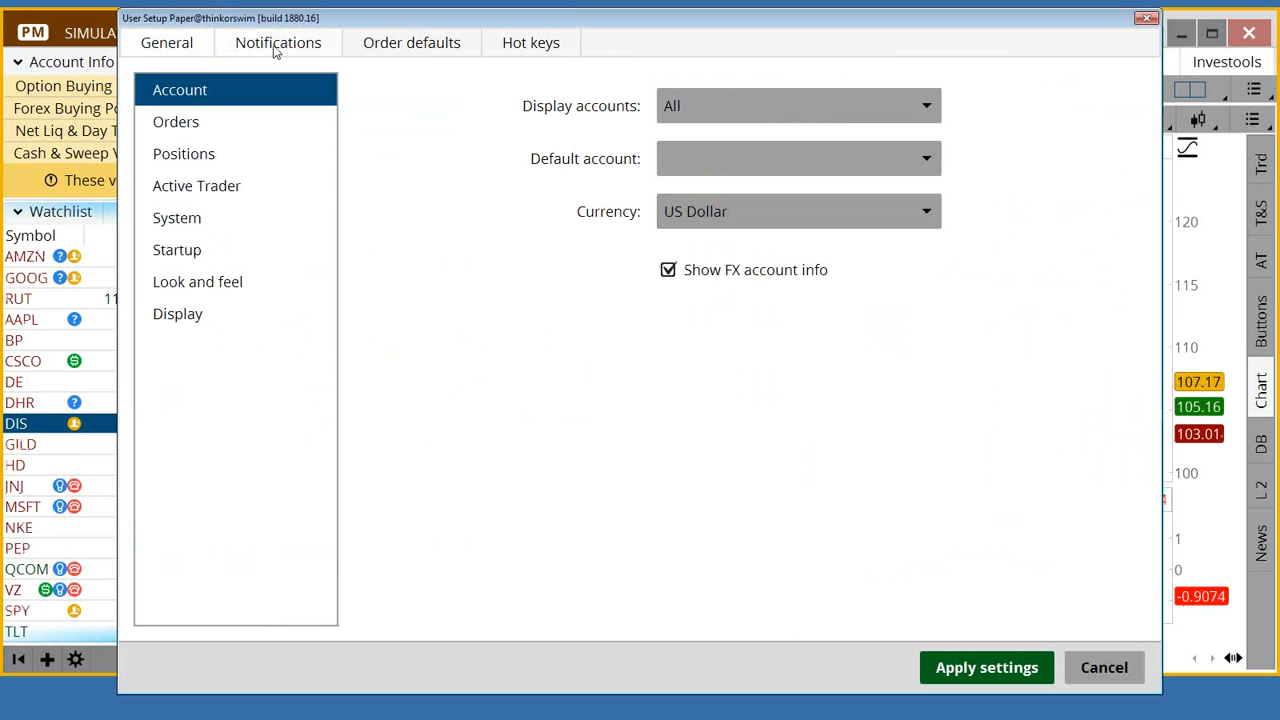 User Setup Paper@thinkorswim [build 1880.16]
PM SIMULA
General Notifications Order defaults Hot keys
Account Info
Option Buying
Forex Buying Po
Net Liq & Day T
Cash & Sweep V
These v
Watchlist
Symbol
AMZN
GOOG
RUT 11
AAPL
BP
CSCO
DE
DHR
DIS
GILD
HD
JNJ
MSFT
NKE
PEP
QCOM
VZ
SPY
TLT
Account
Orders
Positions
Active Trader
System
Startup
Look and feel
Display
Display accounts: All
Default account:
Currency: US Dollar
Show FX account info
Apply settings Cancel
Investools
120
115
110
107.17
105.16
103.01
100
1
0
-0.9074
Trd
T&S
AT
Buttons
Chart
DB
L 2
News